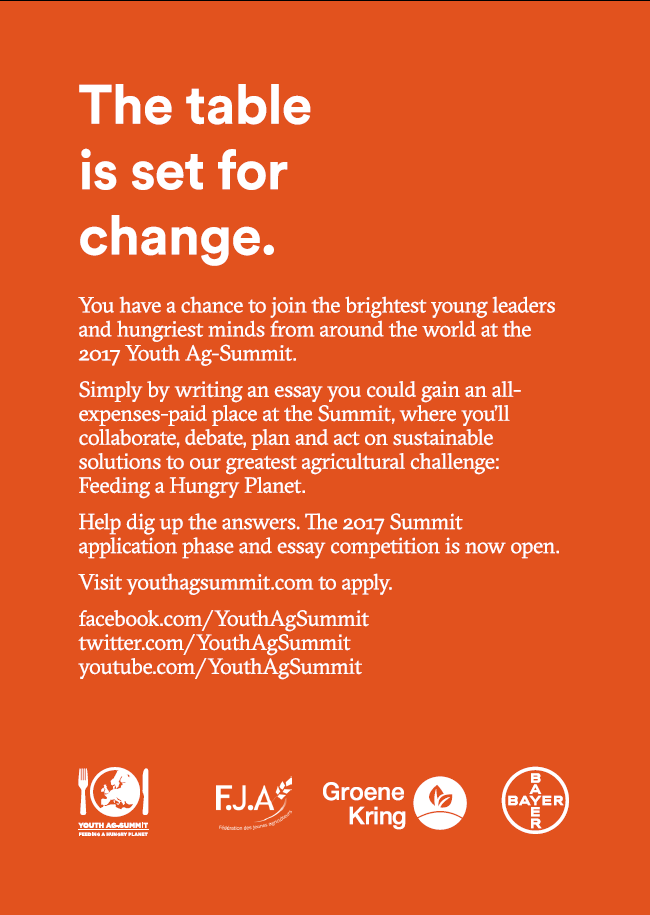 The table
is set for
change.
You have a chance to join the brightest young leaders
and hungriest minds from around the world at the
2017 Youth Ag-Summit.
Simply by writing an essay you could gain an all-
expenses-paid place at the Summit, where you'll
collaborate, debate, plan and act on sustainable
solutions to our greatest agricultural challenge:
Feeding a Hungry Planet.
Help dig up the answers. The 2017 Summit
application phase and essay competition is now open.
Visit youthagsummit.com to apply.
facebook.com/YouthAgSummit
twitter.com/YouthAgSummit
youtube.com/YouthAgSummit
YOUTH AG-SUMMIT
FEEDING A HUNGRY PLANET
F.J.A
Fédération des jeunes agriculteurs
Groene
Kring
BAYER
BAYER